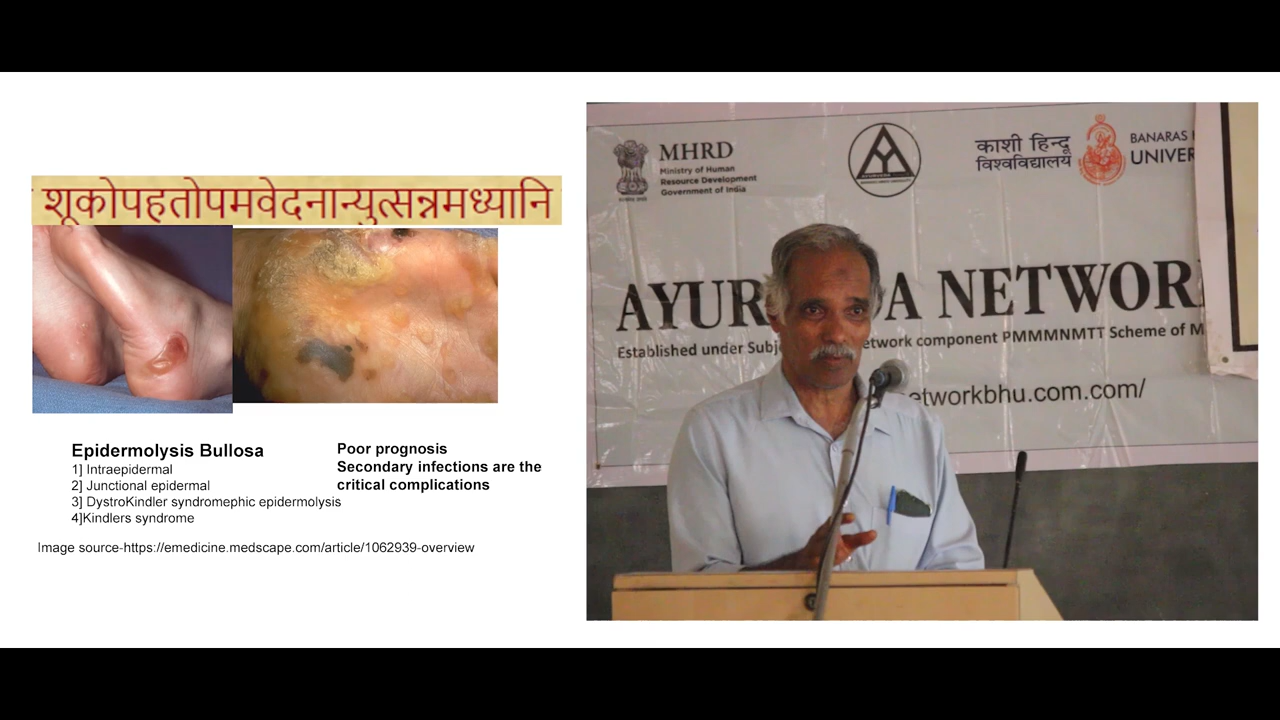 शूकोपहतोपमवेदनान्युत्सन्नमध्यानि
Epidermolysis Bullosa
1] Intraepidermal
2] Junctional epidermal
3] DystroKindler syndromephic epidermolysis
4]Kindlers syndrome
Poor prognosis
Secondary infections are the
critical complications
Image source-https://emedicine.medscape.com/article/1062939-overview
MHRD
Ministry of Human
Resource Development
Government of India
काशी हिन्दू
विश्वविद्यालय
BANARAS
UNIVER
AYUR A NETWORK
Established under Subj etwork component PMMMNMTT Scheme of M
etworkbhu.com.com/